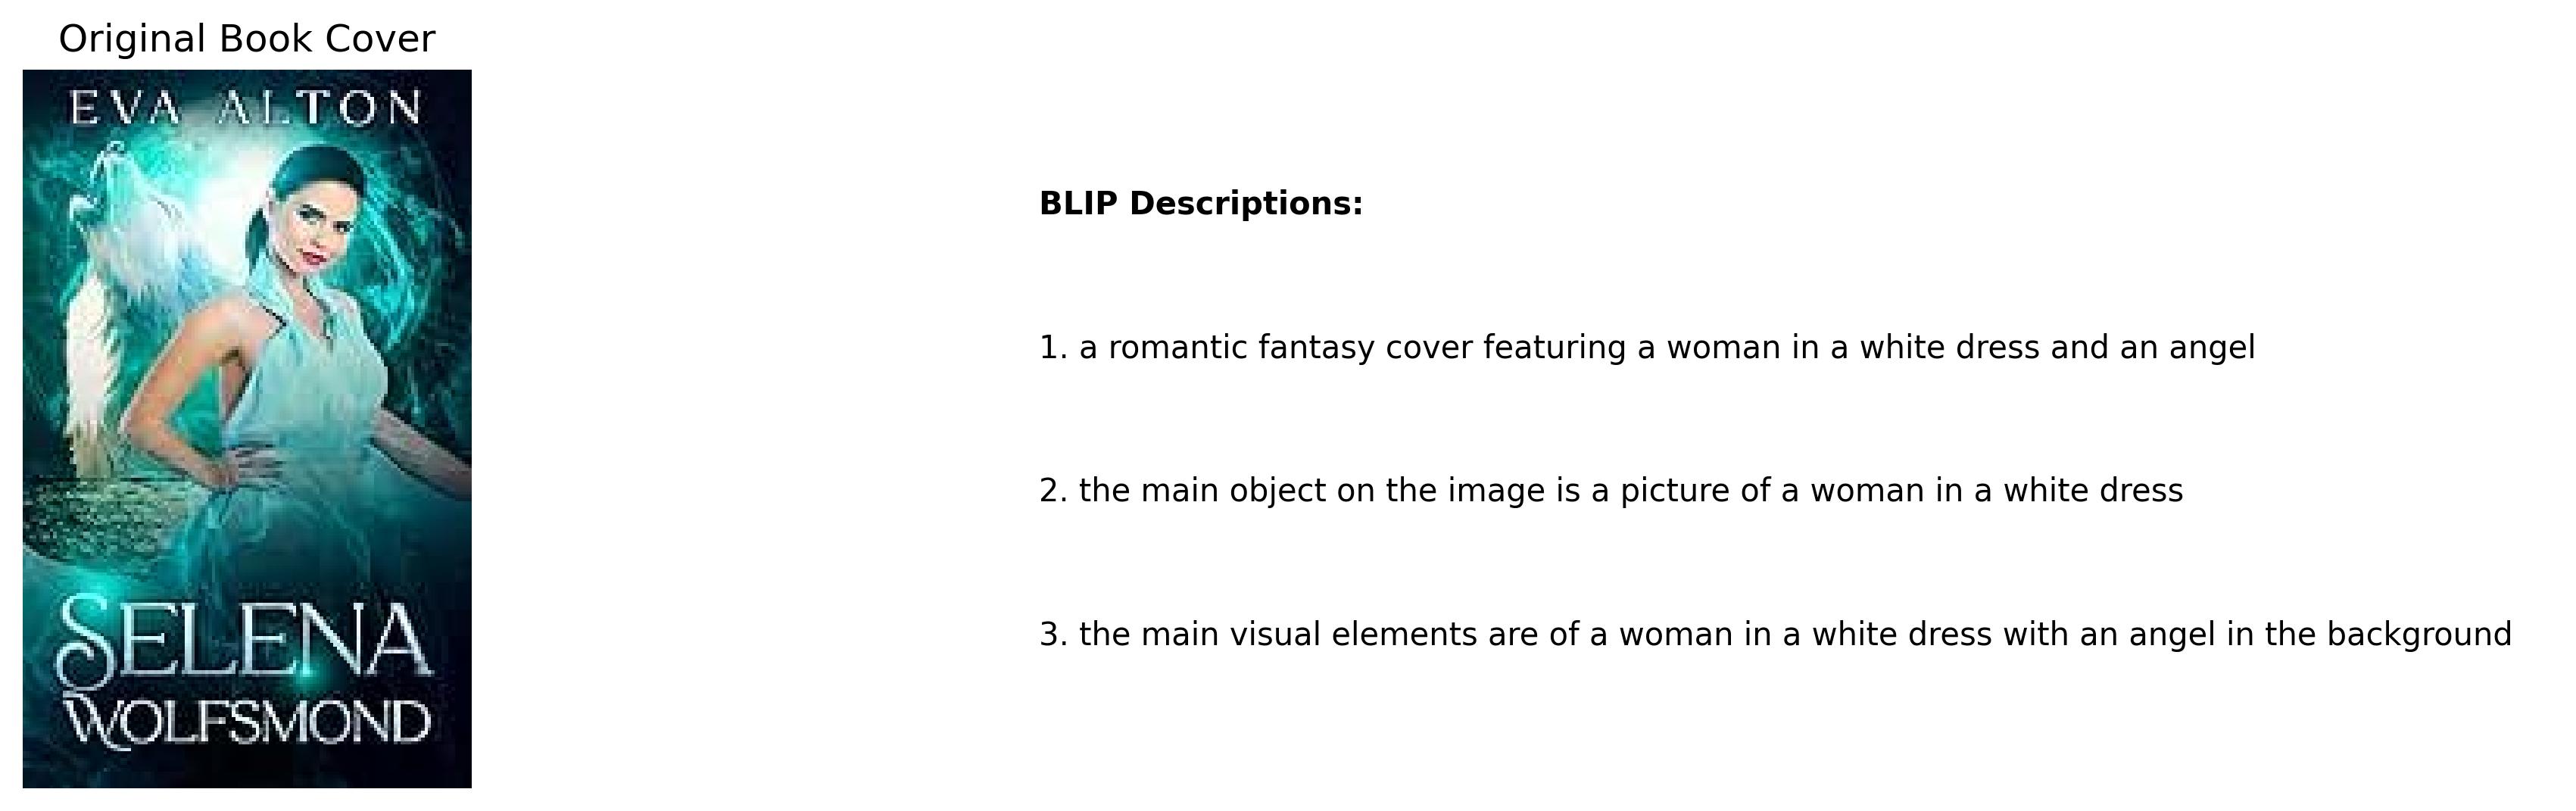 Original Book Cover
EVA ALTON
SELENA
WOLFSMOND
BLIP Descriptions:
1. a romantic fantasy cover featuring a woman in a white dress and an angel
2. the main object on the image is a picture of a woman in a white dress
3. the main visual elements are of a woman in a white dress with an angel in the background